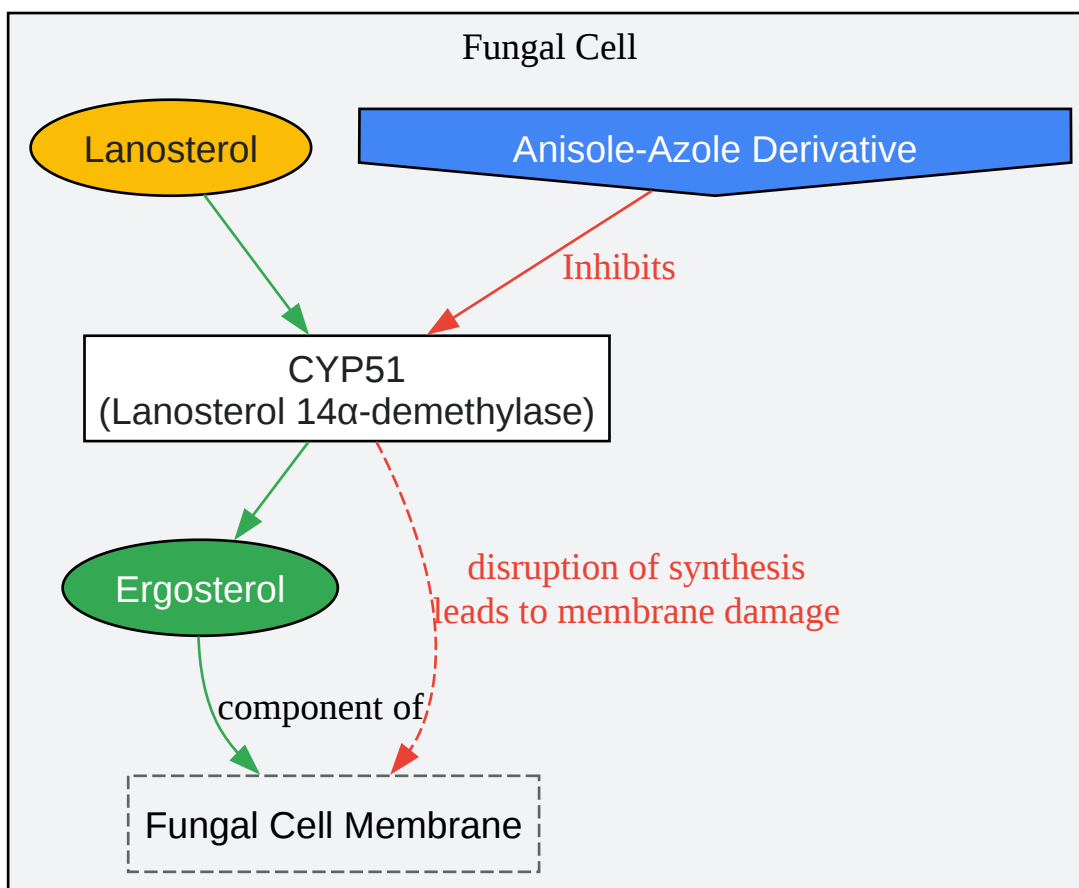 Fungal Cell
Lanosterol
Anisole-Azole Derivative
Inhibits
CYP51
(Lanosterol 14α-demethylase)
Ergosterol
disruption of synthesis
leads to membrane damage
component of
Fungal Cell Membrane